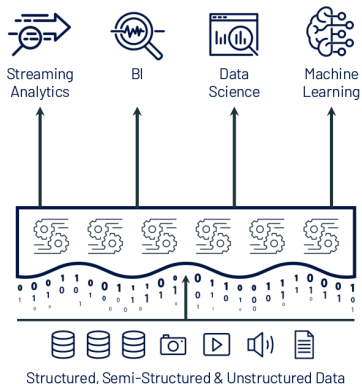 Streaming
Analytics
BI
Data
Science
Machine
Learning
Structured, Semi-Structured & Unstructured Data